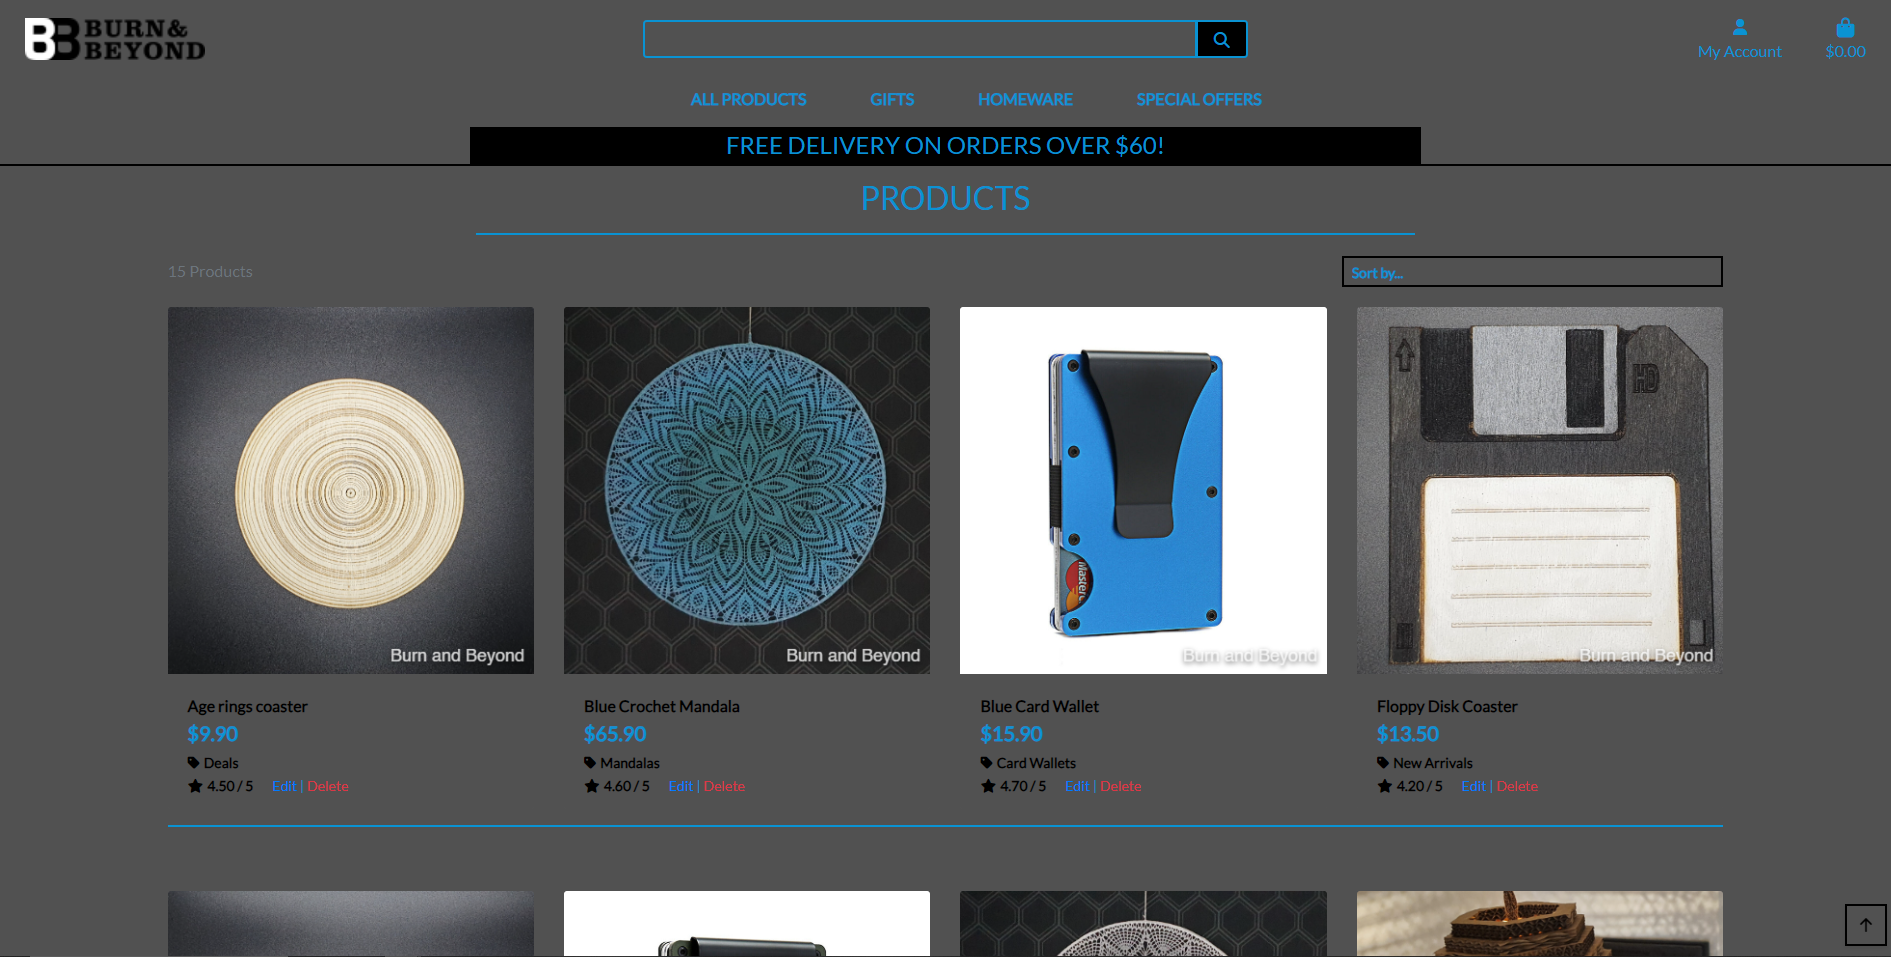 BB BURN&
BEYOND
My Account
$0.00
ALL PRODUCTS GIFTS HOMEWARE SPECIAL OFFERS
FREE DELIVERY ON ORDERS OVER $60!
PRODUCTS
15 Products
Sort by...
HD
Master
Burn and Beyond
Burn and Beyond
Burn and Beyond
Burn and Beyond
Age rings coaster
$9.90
Deals
4.50 / 5 Edit | Delete
Blue Crochet Mandala
$65.90
Mandalas
4.60 / 5 Edit | Delete
Blue Card Wallet
$15.90
Card Wallets
4.70 / 5 Edit | Delete
Floppy Disk Coaster
$13.50
New Arrivals
4.20 / 5 Edit | Delete